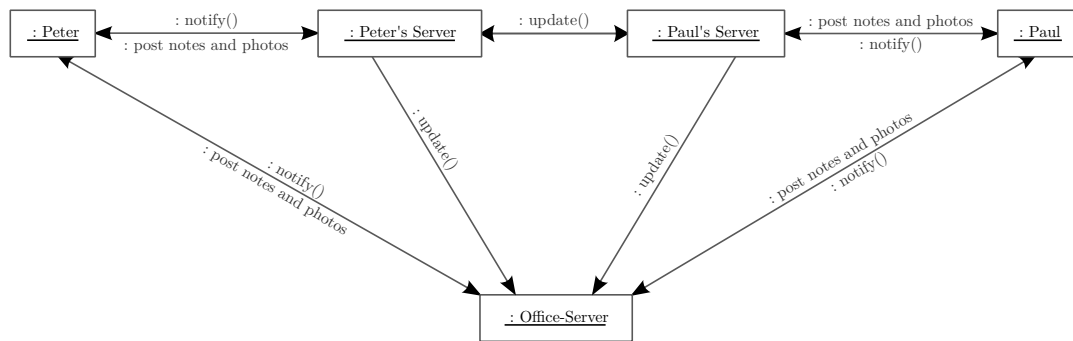 : notify()
: update()
: post notes and photos
: Peter
: Peter's Server
: Paul's Server
: Paul
: post notes and photos
: notify()
: update()
: update()
: notify()
: post notes and photos
: post notes and photos
: notify()
: Office-Server